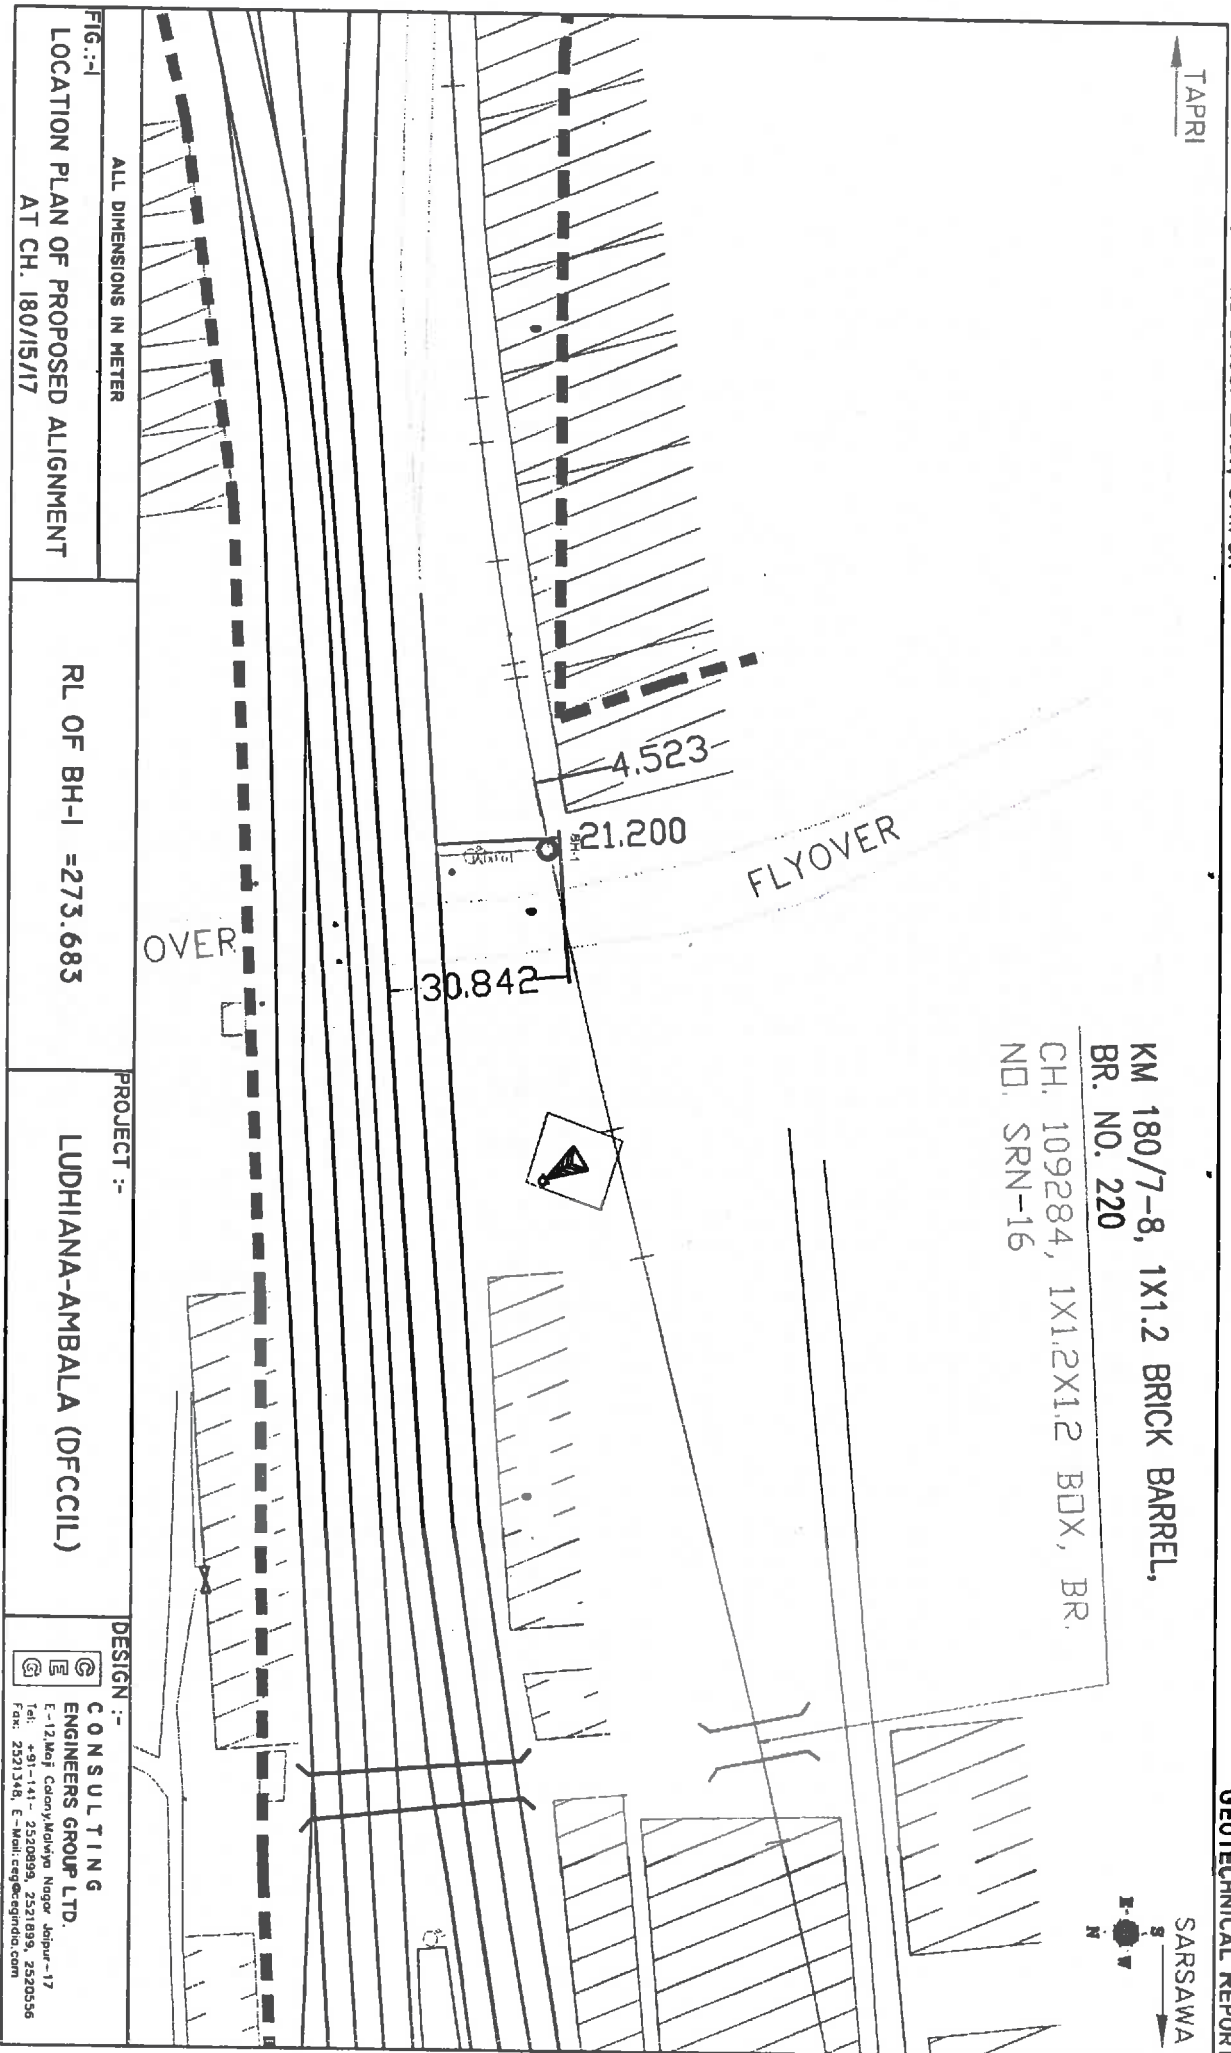 GEOTECHNICAL REPORT
TAPRI
SARSAWA
S
E
W
N
KM 180/7-8, 1X1.2 BRICK BARREL,
BR. NO. 220
CH. 109284, 1X1.2X1.2 BOX, BR.
NO. SRN-16
FLYOVER
4.523
21.200
BH-1
30.842
OVER
ALL DIMENSIONS IN METER
FIG.:-1
LOCATION PLAN OF PROPOSED ALIGNMENT
AT CH. 180/15/17
RL OF BH-1 =273.683
PROJECT :-
LUDHIANA-AMBALA (DFCCIL)
DESIGN :-
C E G
CONSULTING
ENGINEERS GROUP LTD.
E-12,Moji Colony,Malviya Nagar Jaipur-17
Tel: +91-141- 2520899, 2521899, 2520556
Fax: 2521348, E-Mail:ceg@cegindia.com